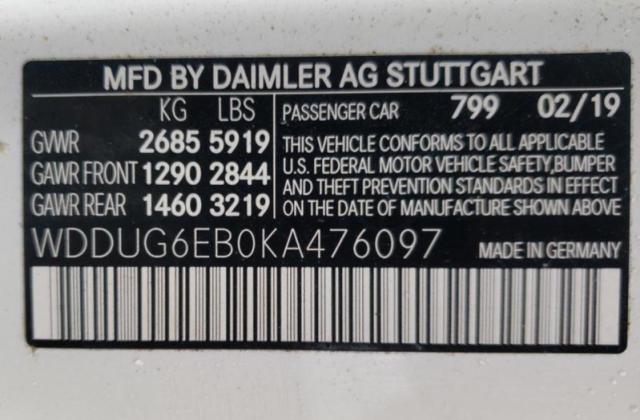 MFD BY DAIMLER AG STUTTGART
KG LBS
GVWR 2685 5919
GAWR FRONT 1290 2844
GAWR REAR 1460 3219
PASSENGER CAR 799 02/19
THIS VEHICLE CONFORMS TO ALL APPLICABLE
U.S. FEDERAL MOTOR VEHICLE SAFETY,BUMPER
AND THEFT PREVENTION STANDARDS IN EFFECT
ON THE DATE OF MANUFACTURE SHOWN ABOVE
WDDUG6EB0KA476097 MADE IN GERMANY